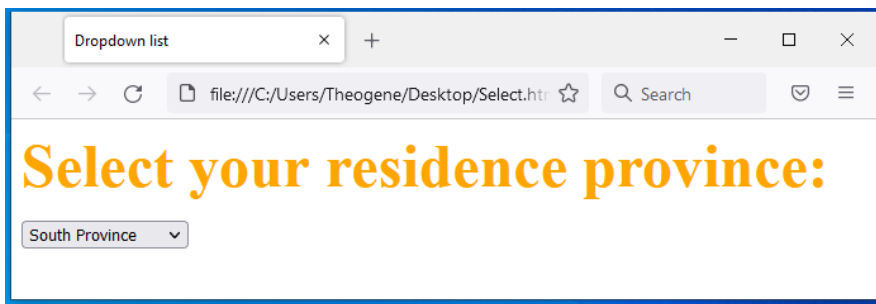 Dropdown list
file:///C:/Users/Theogene/Desktop/Select.htm
Search
Select your residence province:
South Province